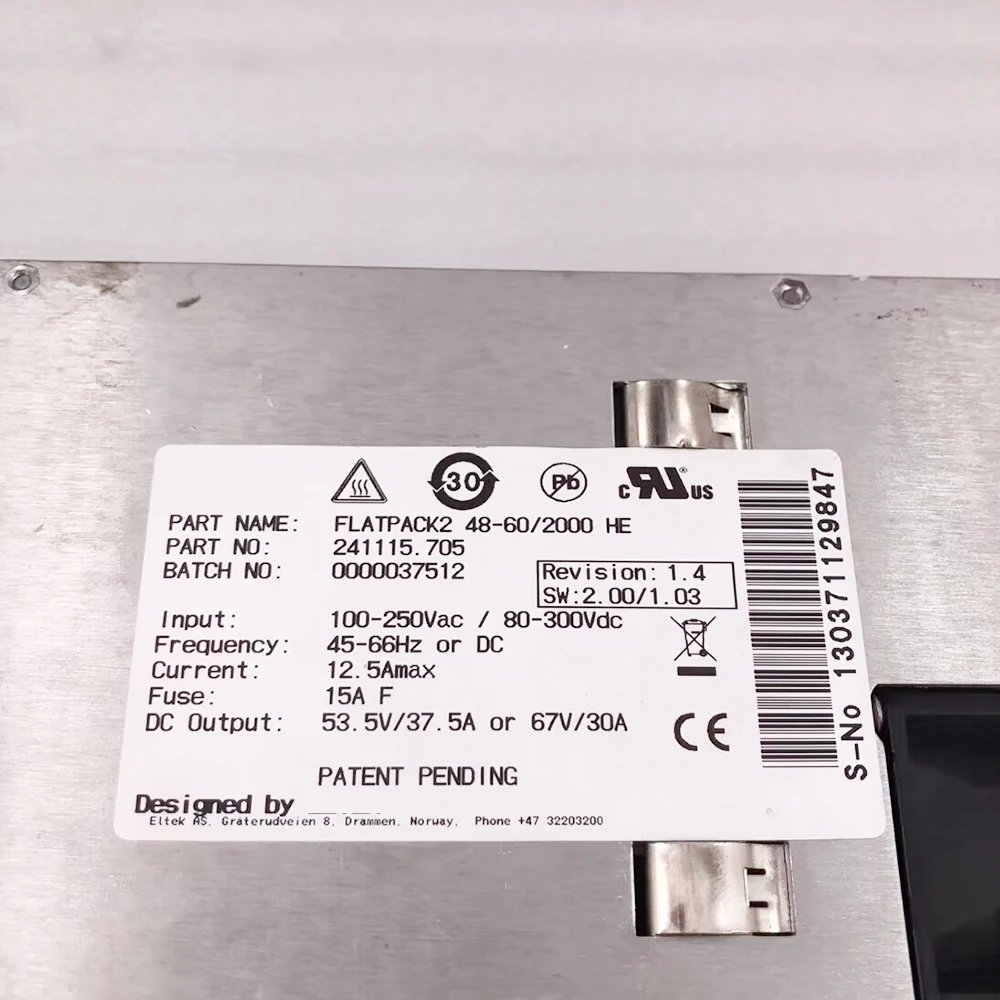 30
Pb
c RU ® US
PART NAME: FLATPACK2 48-60/2000 HE
PART NO: 241115.705
BATCH NO: 0000037512
Revision: 1.4
SW:2.00/1.03
Input: 100-250Vac / 80-300Vdc
Frequency: 45-66Hz or DC
Current: 12.5Amax
Fuse: 15A F
DC Output: 53.5V/37.5A or 67V/30A
CE
PATENT PENDING
Designed by
Eltek AS, Graterudveien 8, Drammen, Norway, Phone +47 32203200
S-No 130371129847